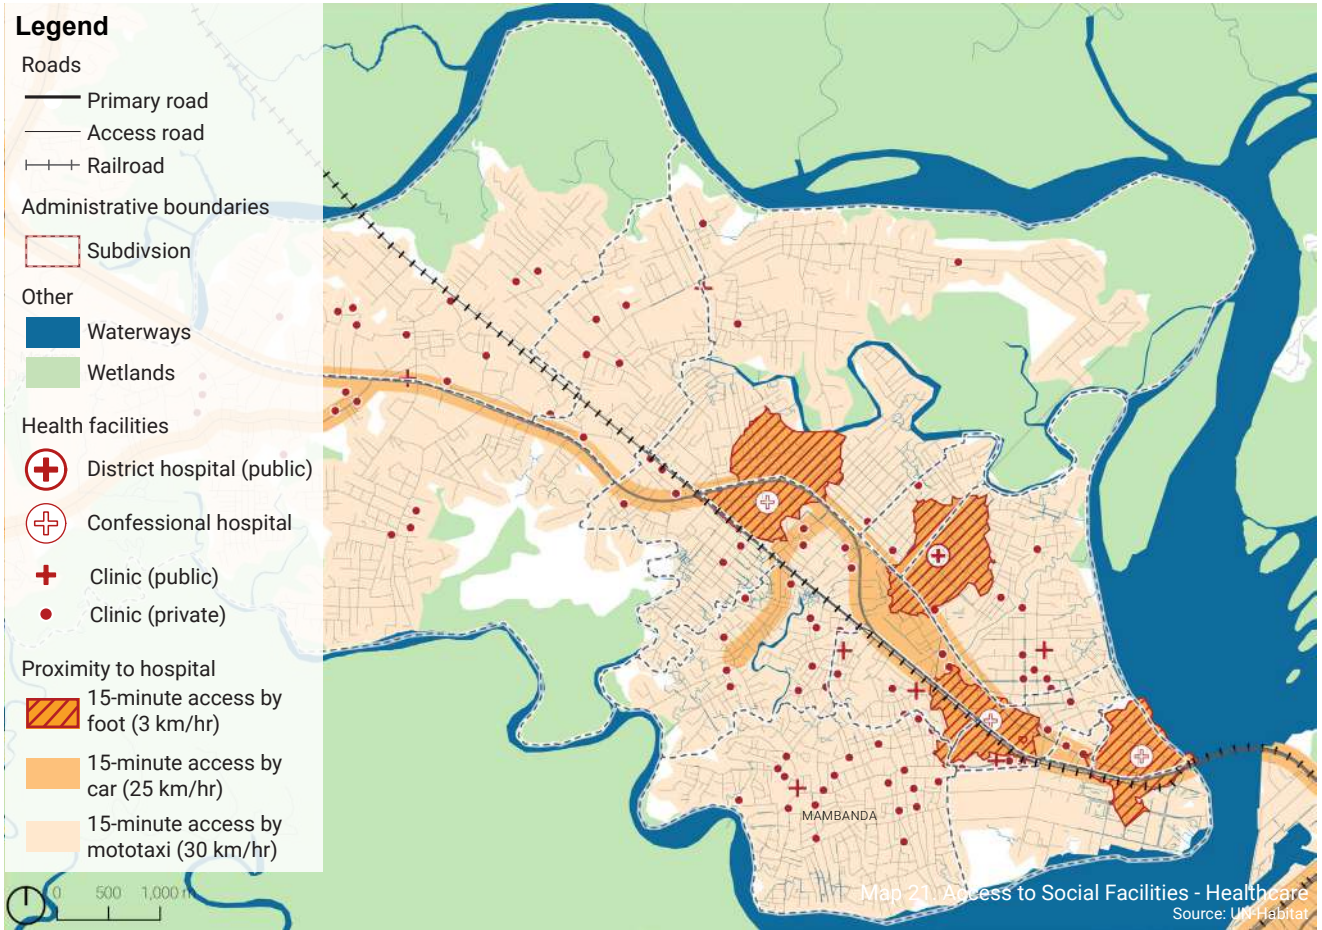 Legend
Roads
Primary road
Access road
Railroad
Administrative boundaries
Subdivsion
Other
Waterways
Wetlands
Health facilities
District hospital (public)
Confessional hospital
Clinic (public)
Clinic (private)
Proximity to hospital
15-minute access by
foot (3 km/hr)
15-minute access by
car (25 km/hr)
15-minute access by
mototaxi (30 km/hr)
0 500 1,000 m
MAMBANDA
Map 21. Access to Social Facilities - Healthcare
Source: UN-Habitat